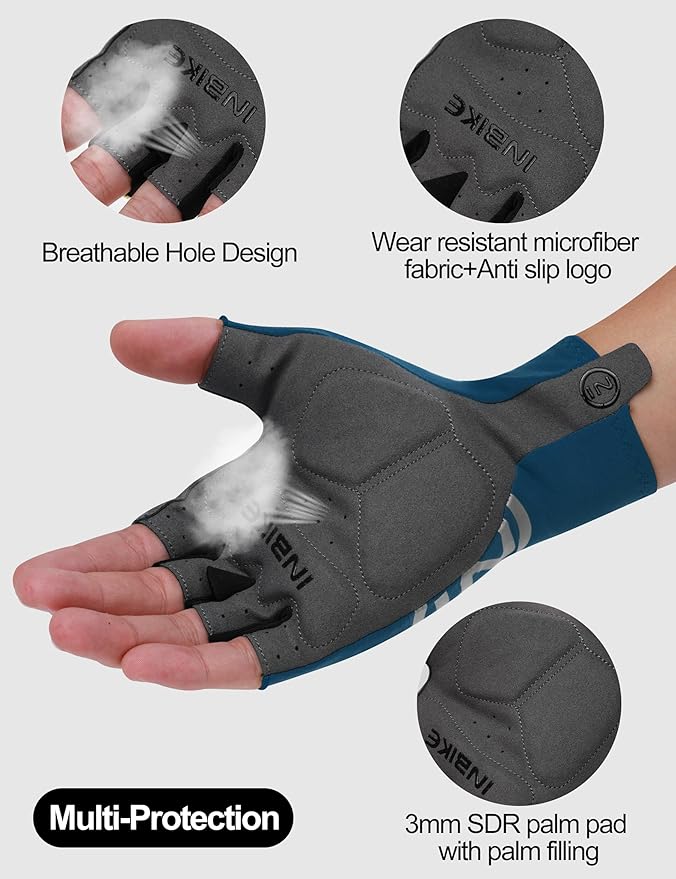 INBIKE
INBIKE
Breathable Hole Design
Wear resistant microfiber
fabric+Anti slip logo
INBIKE
INBIKE
Multi-Protection
3mm SDR palm pad
with palm filling